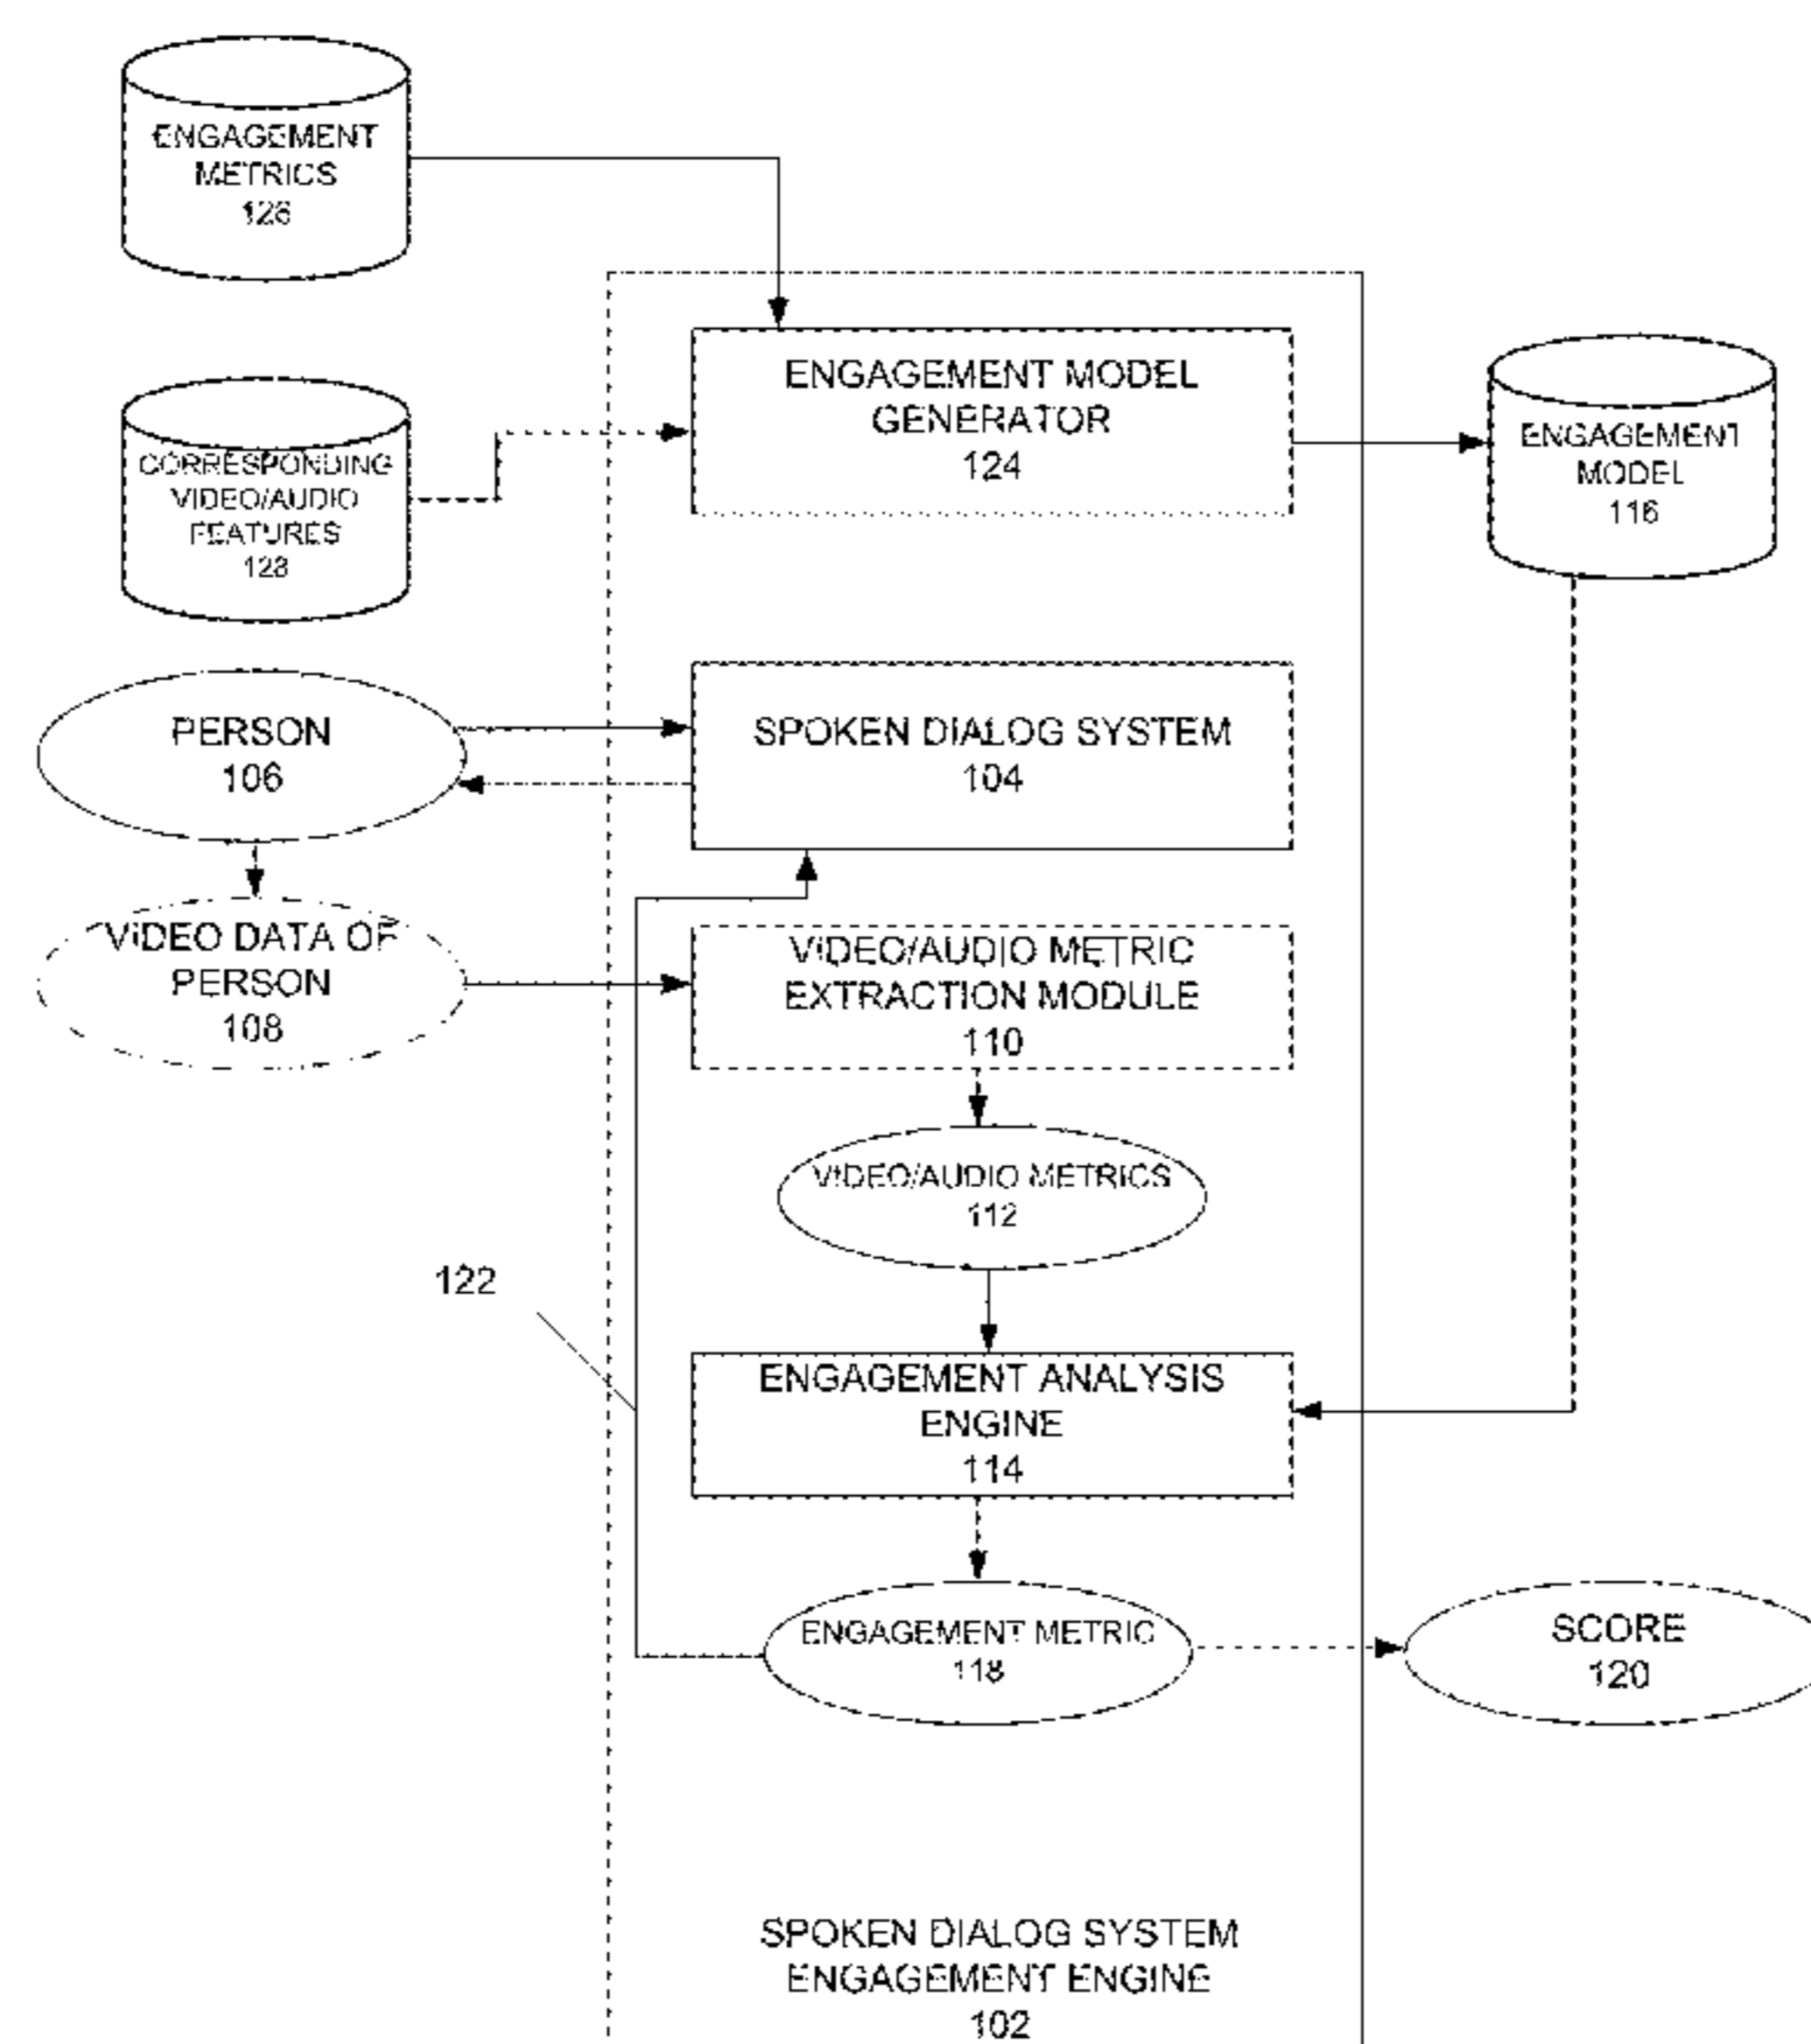 ENGAGEMENT
METRICS
126
ENGAGEMENT MODEL
GENERATOR
124
ENGAGEMENT
MODEL
116
CORRESPONDING
VIDEO/AUDIO
FEATURES
128
PERSON
106
SPOKEN DIALOG SYSTEM
104
VIDEO DATA OF
PERSON
108
VIDEO/AUDIO METRIC
EXTRACTION MODULE
110
VIDEO/AUDIO METRICS
112
122
ENGAGEMENT ANALYSIS
ENGINE
114
ENGAGEMENT METRIC
118
SCORE
120
SPOKEN DIALOG SYSTEM
ENGAGEMENT ENGINE
102